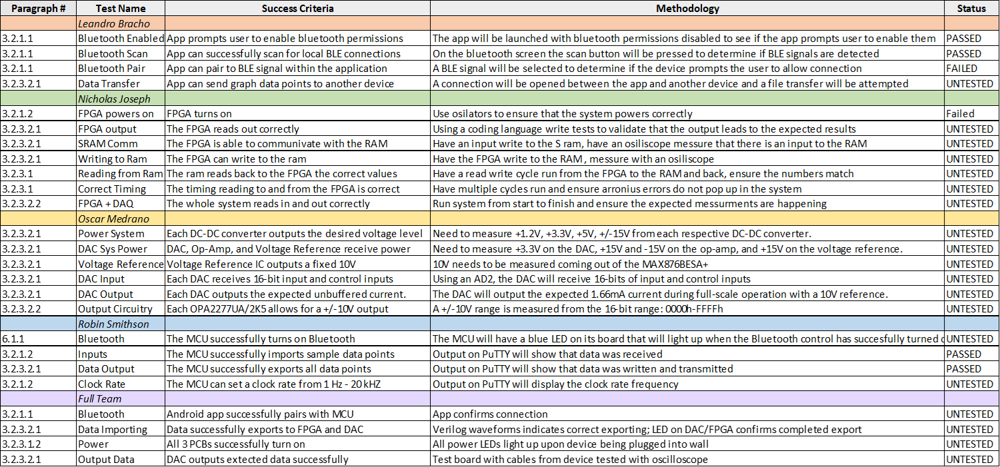 Paragraph # Test Name Success Criteria Methodology Status
Leandro Bracho
3.2.1.1 Bluetooth Enabled App prompts user to enable bluetooth permissions The app will be launched with bluetooth permissions disabled to see if the app prompts user to enable them PASSED
3.2.1.1 Bluetooth Scan App can successfully scan for local BLE connections On the bluetooth screen the scan button will be pressed to determine if BLE signals are detected PASSED
3.2.1.1 Bluetooth Pair App can pair to BLE signal within the application A BLE signal will be selected to determine if the device prompts the user to allow connection FAILED
3.2.3.2.1 Data Transfer App can send graph data points to another device A connection will be opened between the app and another device and a file transfer will be attempted UNTESTED
Nicholas Joseph
3.2.1.2 FPGA powers on FPGA turns on Use osilators to ensure that the system powers correctly Failed
3.2.3.2.1 FPGA output The FPGA reads out correctly Using a coding language write tests to validate that the output leads to the expected results UNTESTED
3.2.3.2.1 SRAM Comm The FPGA is able to communivate with the RAM Have an input write to the S ram, have an osiliscope messure that there is an input to the RAM UNTESTED
3.2.3.2.1 Writing to Ram The FPGA can write to the ram Have the FPGA write to the RAM , messure with an osiliscope UNTESTED
3.2.3.1 Reading from Ram The ram reads back to the FPGA the correct values Have a read write cycle run from the FPGA to the RAM and back, ensure the numbers match UNTESTED
3.2.3.1 Correct Timing The timing reading to and from the FPGA is correct Have multiple cycles run and ensure arronius errors do not pop up in the system UNTESTED
3.2.3.2.2 FPGA + DAQ The whole system reads in and out correctly Run system from start to finish and ensure the expected messurments are happening UNTESTED
Oscar Medrano
3.2.3.2.1 Power System Each DC-DC converter outputs the desired voltage level Need to measure +1.2V, +3.3V, +5V, +/-15V from each respective DC-DC converter. UNTESTED
3.2.3.2.1 DAC Sys Power DAC, Op-Amp, and Voltage Reference receive power Need to measure +3.3V on the DAC, +15V and -15V on the op-amp, and +15V on the voltage reference. UNTESTED
3.2.3.2.1 Voltage Reference Voltage Reference IC outputs a fixed 10V 10V needs to be measured coming out of the MAX876BESA+ UNTESTED
3.2.3.2.1 DAC Input Each DAC receives 16-bit input and control inputs Using an AD2, the DAC will receive 16-bits of input and control inputs UNTESTED
3.2.3.2.1 DAC Output Each DAC outputs the expected unbuffered current. The DAC will output the expected 1.66mA current during full-scale operation with a 10V reference. UNTESTED
3.2.3.2.2 Output Circuitry Each OPA2277UA/2K5 allows for a +/-10V output A +/-10V range is measured from the 16-bit range: 0000h-FFFFh UNTESTED
Robin Smithson
6.1.1 Bluetooth The MCU successfully turns on Bluetooth The MCU will have a blue LED on its board that will light up when the Bluetooth control has succesfully turned UNTESTED
3.2.1.2 Inputs The MCU successfully imports sample data points Output on PuTTY will show that data was received PASSED
3.2.3.2.1 Data Output The MCU successfully exports all data points Output on PuTTY will show that data was written and transmitted PASSED
3.2.1.2 Clock Rate The MCU can set a clock rate from 1 Hz - 20 kHZ Output on PuTTY will display the clock rate frequency UNTESTED
Full Team
3.2.1.1 Bluetooth Android app successfully pairs with MCU App confirms connection UNTESTED
3.2.3.2.1 Data Importing Data successfully exports to FPGA and DAC Verilog waveforms indicates correct exporting; LED on DAC/FPGA confirms completed export UNTESTED
3.2.3.1.2 Power All 3 PCBs successfully turn on All power LEDs light up upon device being plugged into wall UNTESTED
3.2.3.2.1 Output Data DAC outputs extected data successfully Test board with cables from device tested with oscilloscope UNTESTED